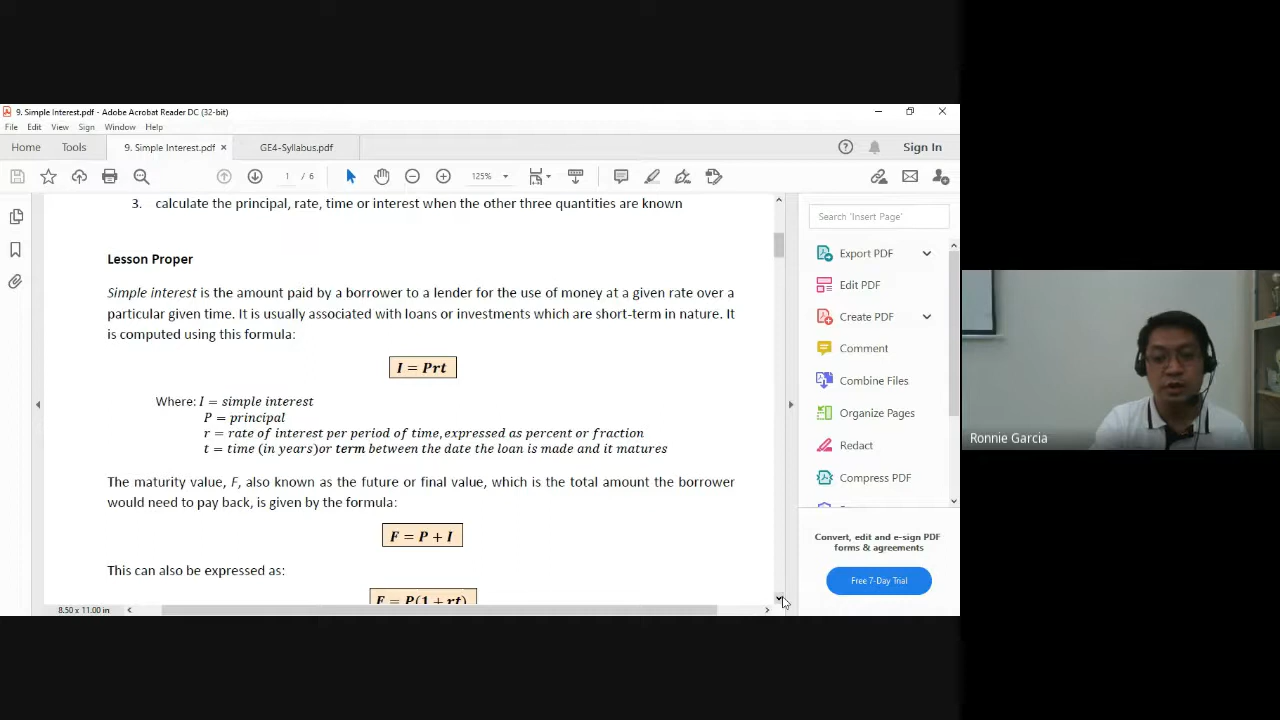 9. Simple Interest.pdf - Adobe Acrobat Reader DC (32-bit)
File Edit View Sign Window Help
Home Tools 9. Simple Interest.pdf × GE4-Syllabus.pdf Sign In
1 / 6 125%
3. calculate the principal, rate, time or interest when the other three quantities are known
Lesson Proper
Simple interest is the amount paid by a borrower to a lender for the use of money at a given rate over a
particular given time. It is usually associated with loans or investments which are short-term in nature. It
is computed using this formula:
I = Prt
Where: I = simple interest
P = principal
r = rate of interest per period of time, expressed as percent or fraction
t = time (in years)or term between the date the loan is made and it matures
The maturity value, F, also known as the future or final value, which is the total amount the borrower
would need to pay back, is given by the formula:
F = P + I
This can also be expressed as:
F = P(1 + rt)
8.50 x 11.00 in
Search 'Insert Page'
Export PDF
Edit PDF
Create PDF
Comment
Combine Files
Organize Pages
Redact
Compress PDF
Convert, edit and e-sign PDF
forms & agreements
Free 7-Day Trial
Ronnie Garcia